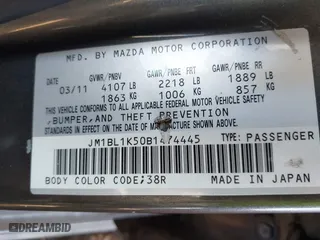 MFD. BY MAZDA MOTOR CORPORATION
GVWR/PNBV GAWR/PNBE FRT GAWR/PNBE RR
03/11 4107 LB 2218 LB 1889 LB
1863 KG 1006 KG 857 KG
THIS VEHICLE CONFORMS TO ALL APPLICABLE
FEDERAL MOTOR VEHICLE SAFETY STANDARDS
,BUMPER,AND THEFT PREVENTION
STANDARDS IN EFFECT ON THE DATE OF
MANUFACTURE SHOWN ABOVE.
JM1BL1K50B1474445 TYPE: PASSENGER
BODY COLOR CODE;38R MADE IN JAPAN
DREAMBID